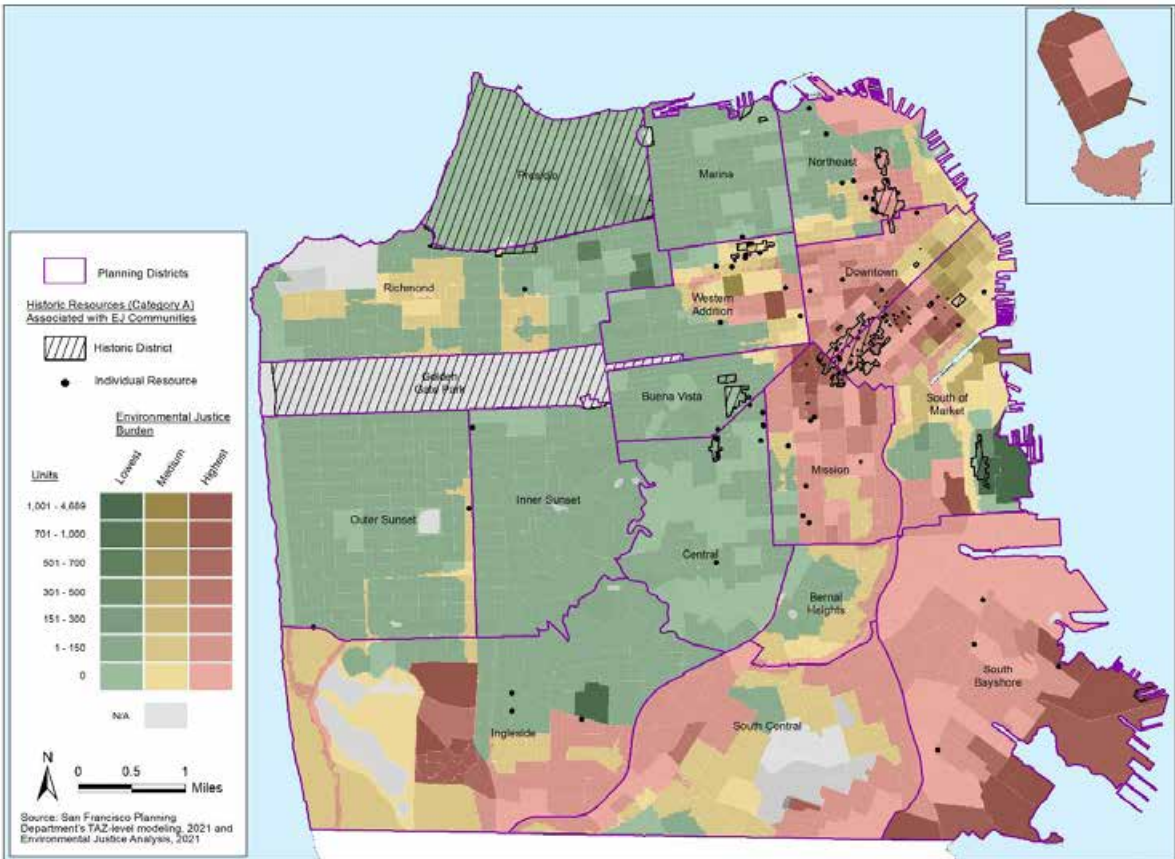 Presidio
Marina
Northeast
Richmond
Western
Addition
Downtown
Golden
Gate Park
Buena Vista
South of
Market
Mission
Outer Sunset
Inner Sunset
Central
Bernal
Heights
Ingleside
South Central
South
Bayshore
Planning Districts
Historic Resources (Category A)
Associated with EJ Communities
Historic District
Individual Resource
Environmental Justice
Burden
Units
Lowest
Medium
Highest
1,001 - 4,689
701 - 1,000
501 - 700
301 - 500
151 - 300
1 - 150
0
N/A
N
0 0.5 1
Miles
Source: San Francisco Planning
Department's TAZ-level modeling, 2021 and
Environmental Justice Analysis, 2021